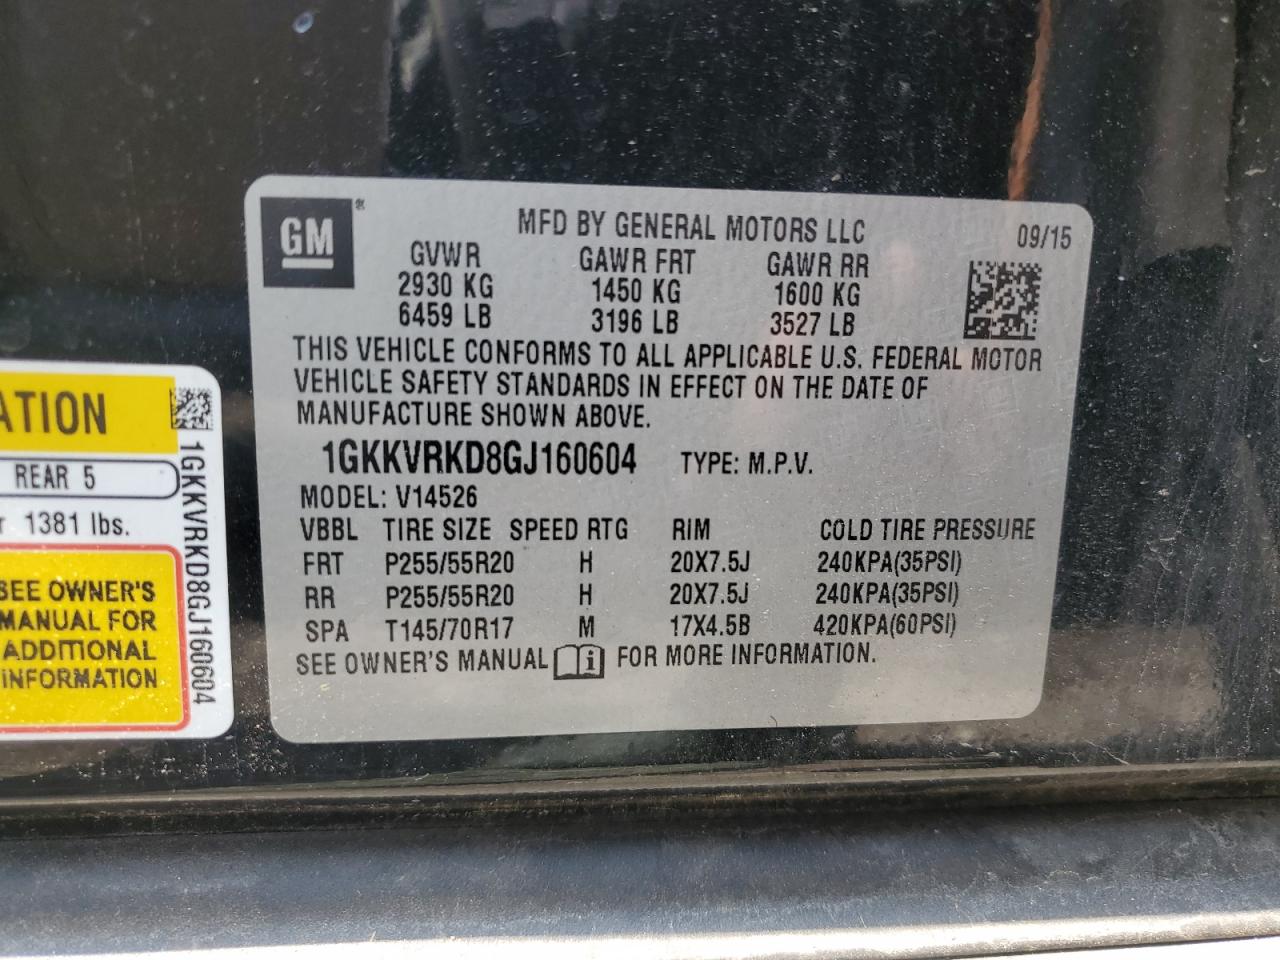 GM
MFD BY GENERAL MOTORS LLC
09/15
GVWR GAWR FRT GAWR RR
2930 KG 1450 KG 1600 KG
6459 LB 3196 LB 3527 LB
THIS VEHICLE CONFORMS TO ALL APPLICABLE U.S. FEDERAL MOTOR
VEHICLE SAFETY STANDARDS IN EFFECT ON THE DATE OF
MANUFACTURE SHOWN ABOVE.
1GKKVRKD8GJ160604 TYPE: M.P.V.
MODEL: V14526
VBBL TIRE SIZE SPEED RTG RIM COLD TIRE PRESSURE
FRT P255/55R20 H 20X7.5J 240KPA(35PSI)
RR P255/55R20 H 20X7.5J 240KPA(35PSI)
SPA T145/70R17 M 17X4.5B 420KPA(60PSI)
SEE OWNER'S MANUAL i FOR MORE INFORMATION.
ATION
REAR 5
r 1381 lbs.
SEE OWNER'S
MANUAL FOR
ADDITIONAL
INFORMATION
1GKKVRKD8GJ160604